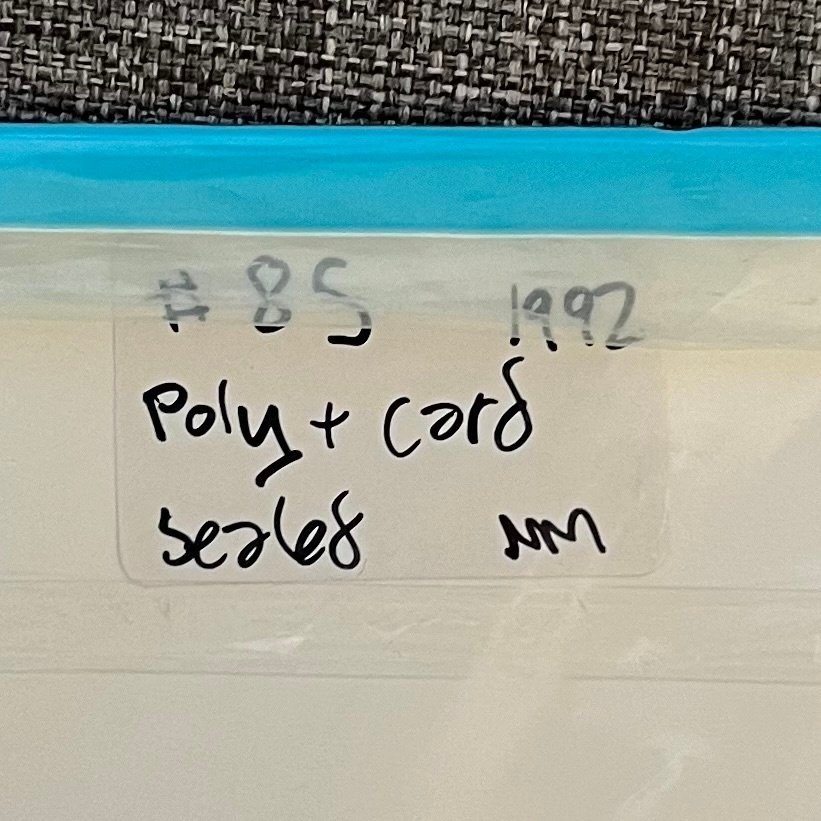 #85 1992
Poly + Card
Sealed NM